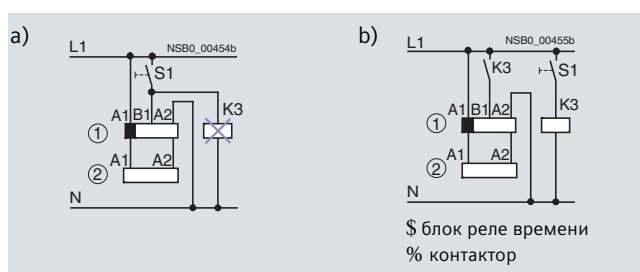 a)
L1 NSB0_00454b
S1
K3
A1 B1 A2
①
A1 A2
②
N
b)
L1 NSB0_00455b
K3 S1
K3
A1 B1 A2
①
A1 A2
②
N
$ блок реле времени
% контактор